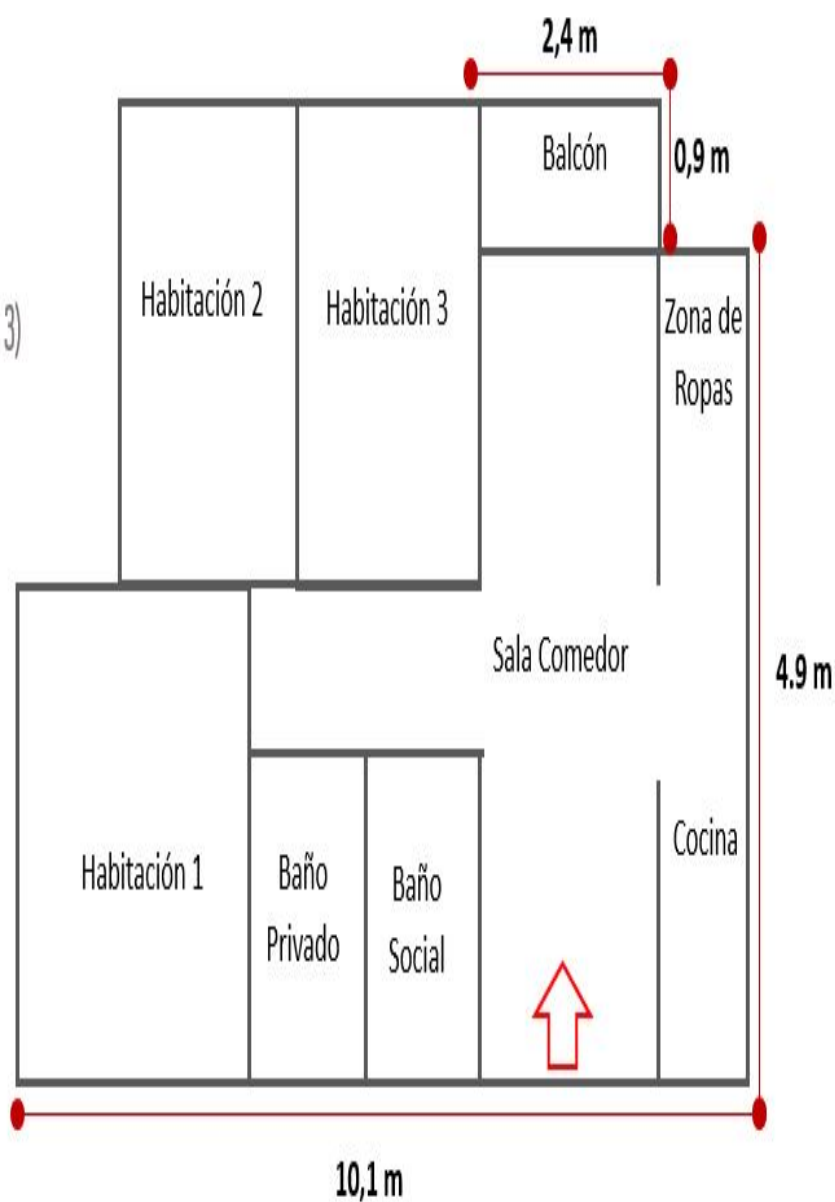 2,4 m
Balcón
0,9 m
Habitación 2
Habitación 3
Zona de
Ropas
3)
Sala Comedor
4.9 m
Habitación 1
Baño
Privado
Baño
Social
Cocina
10,1 m